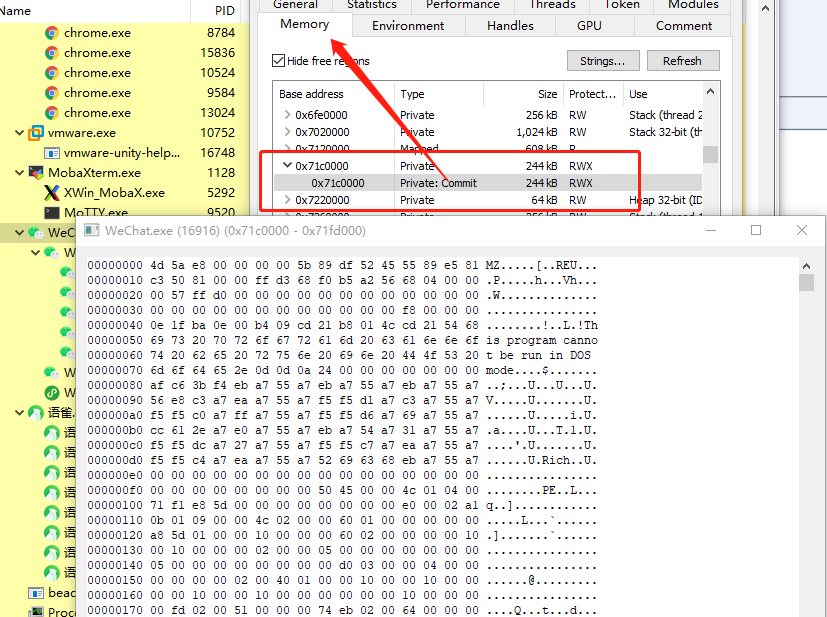 Name PID
chrome.exe 8784
chrome.exe 15836
chrome.exe 10524
chrome.exe 9584
chrome.exe 13024
vmware.exe 10752
vmware-unity-help... 16748
MobaXterm.exe 1128
XWin_MobaX.exe 5292
MoTTY.exe 9520
WeC
W
W
W
语雀.
语
语
语
语
语
语
语
语
beac
Proc
General Statistics Performance Threads Token Modules
Memory Environment Handles GPU Comment
Hide free regions Strings... Refresh
Base address Type Size Protect... Use
0x6fe0000 Private 256 kB RW Stack (thread 2
0x7020000 Private 1,024 kB RW Stack 32-bit (th
0x7120000 Mapped 608 kB R
0x71c0000 Private 244 kB RWX
0x71c0000 Private: Commit 244 kB RWX
0x7220000 Private 64 kB RW Heap 32-bit (ID
WeChat.exe (16916) (0x71c0000 - 0x71fd000)
00000000 4d 5a e8 00 00 00 00 5b 89 df 52 45 55 89 e5 81 MZ.....[..REU...
00000010 c3 50 81 00 00 ff d3 68 f0 b5 a2 56 68 04 00 00 .P.....h...Vh...
00000020 00 57 ff d0 00 00 00 00 00 00 00 00 00 00 00 00 .W..............
00000030 00 00 00 00 00 00 00 00 00 00 00 00 f8 00 00 00 ................
00000040 0e 1f ba 0e 00 b4 09 cd 21 b8 01 4c cd 21 54 68 ........!..L.!Th
00000050 69 73 20 70 72 6f 67 72 61 6d 20 63 61 6e 6e 6f is program canno
00000060 74 20 62 65 20 72 75 6e 20 69 6e 20 44 4f 53 20 t be run in DOS
00000070 6d 6f 64 65 2e 0d 0d 0a 24 00 00 00 00 00 00 00 mode....$.......
00000080 af c6 3b f4 eb a7 55 a7 eb a7 55 a7 eb a7 55 a7 ..;...U...U...U.
00000090 56 e8 c3 a7 ea a7 55 a7 f5 f5 d1 a7 c3 a7 55 a7 V.....U.......U.
000000a0 f5 f5 c0 a7 ff a7 55 a7 f5 f5 d6 a7 69 a7 55 a7 ......U.....i.U.
000000b0 cc 61 2e a7 e0 a7 55 a7 eb a7 54 a7 31 a7 55 a7 .a....U...T.1.U.
000000c0 f5 f5 dc a7 27 a7 55 a7 f5 f5 c7 a7 ea a7 55 a7 ....'.U.......U.
000000d0 f5 f5 c4 a7 ea a7 55 a7 52 69 63 68 eb a7 55 a7 ......U.Rich..U.
000000e0 00 00 00 00 00 00 00 00 00 00 00 00 00 00 00 00 ................
000000f0 00 00 00 00 00 00 00 00 50 45 00 00 4c 01 04 00 ........PE..L...
00000100 71 f1 e8 5d 00 00 00 00 00 00 00 00 e0 00 02 a1 q..]............
00000110 0b 01 09 00 00 4c 02 00 00 60 01 00 00 00 00 00 .....L...`......
00000120 a8 5d 01 00 00 10 00 00 00 60 02 00 00 00 00 10 .].......`......
00000130 00 10 00 00 00 02 00 00 05 00 00 00 00 00 00 00 ................
00000140 05 00 00 00 00 00 00 00 00 d0 03 00 00 04 00 00 ................
00000150 00 00 00 00 02 00 40 01 00 00 10 00 00 10 00 00 ......@.........
00000160 00 00 10 00 00 10 00 00 00 00 00 00 10 00 00 00 ................
00000170 00 fd 02 00 51 00 00 00 74 eb 02 00 64 00 00 00 ....Q...t...d...